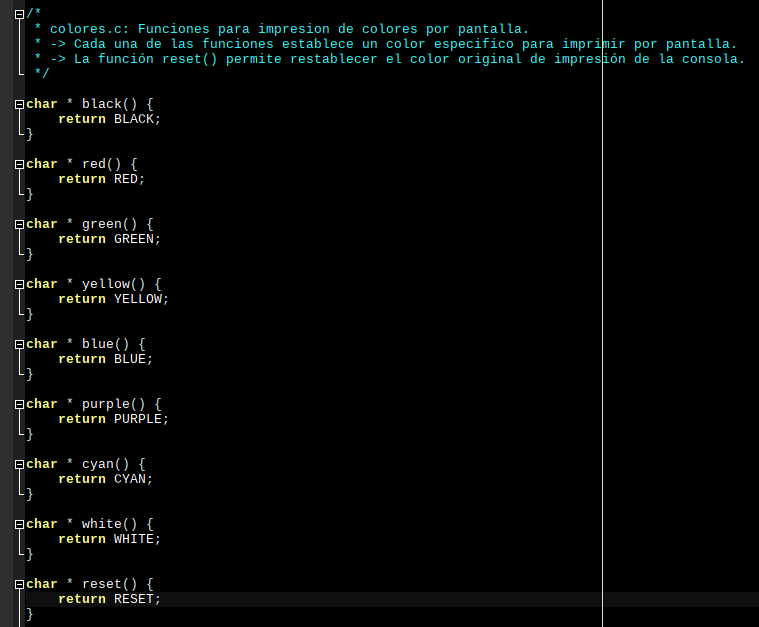 /*
 * colores.c: Funciones para impresion de colores por pantalla.
 * -> Cada una de las funciones establece un color especifico para imprimir por pantalla.
 * -> La función reset() permite restablecer el color original de impresión de la consola.
 */
char * black() {
    return BLACK;
}
char * red() {
    return RED;
}
char * green() {
    return GREEN;
}
char * yellow() {
    return YELLOW;
}
char * blue() {
    return BLUE;
}
char * purple() {
    return PURPLE;
}
char * cyan() {
    return CYAN;
}
char * white() {
    return WHITE;
}
char * reset() {
    return RESET;
}